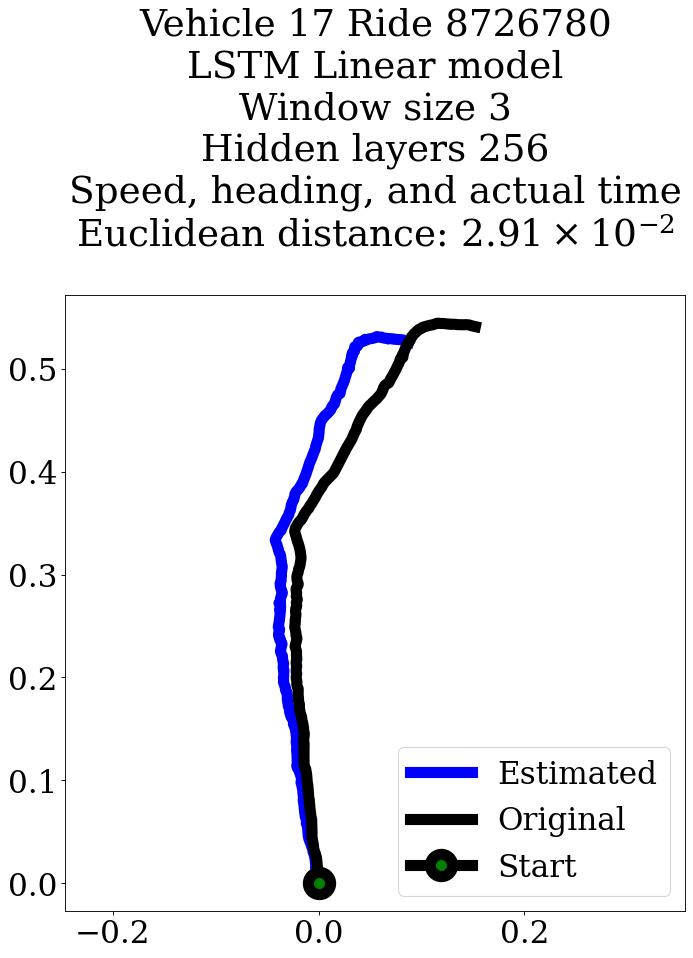 Vehicle 17 Ride 8726780
LSTM Linear model
Window size 3
Hidden layers 256
Speed, heading, and actual time
Euclidean distance: 2.91 × 10⁻²
0.5
0.4
0.3
0.2
0.1
0.0
−0.2
0.0
0.2
Estimated
Original
Start